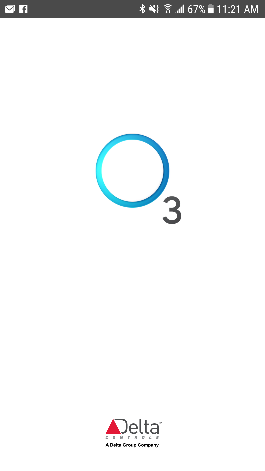 67% 11:21 AM
O
3
Delta
CONTROLS
A Delta Group Company